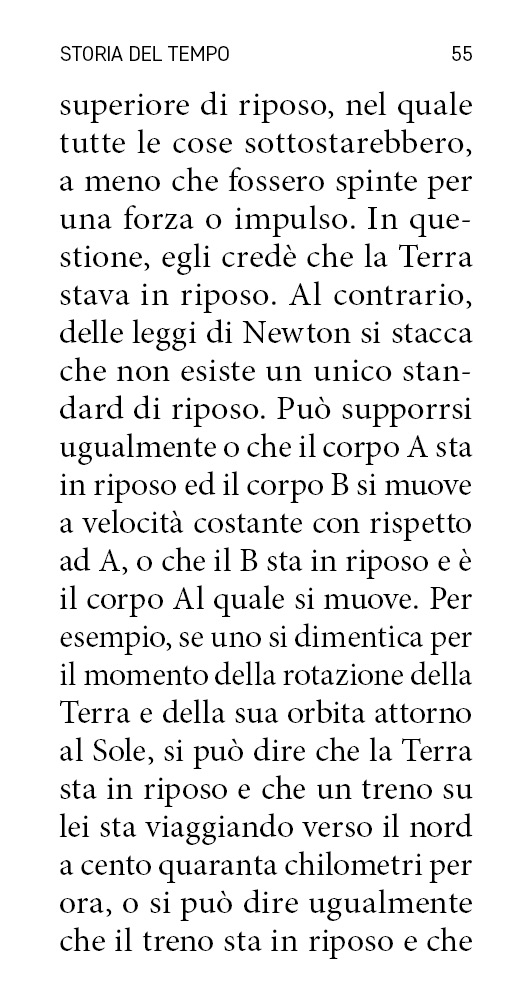 STORIA DEL TEMPO 55
superiore di riposo, nel quale
tutte le cose sottostarebbero,
a meno che fossero spinte per
una forza o impulso. In que-
stione, egli credè che la Terra
stava in riposo. Al contrario,
delle leggi di Newton si stacca
che non esiste un unico stan-
dard di riposo. Può supporrsi
ugualmente o che il corpo A sta
in riposo ed il corpo B si muove
a velocità costante con rispetto
ad A, o che il B sta in riposo e è
il corpo Al quale si muove. Per
esempio, se uno si dimentica per
il momento della rotazione della
Terra e della sua orbita attorno
al Sole, si può dire che la Terra
sta in riposo e che un treno su
lei sta viaggiando verso il nord
a cento quaranta chilometri per
ora, o si può dire ugualmente
che il treno sta in riposo e che